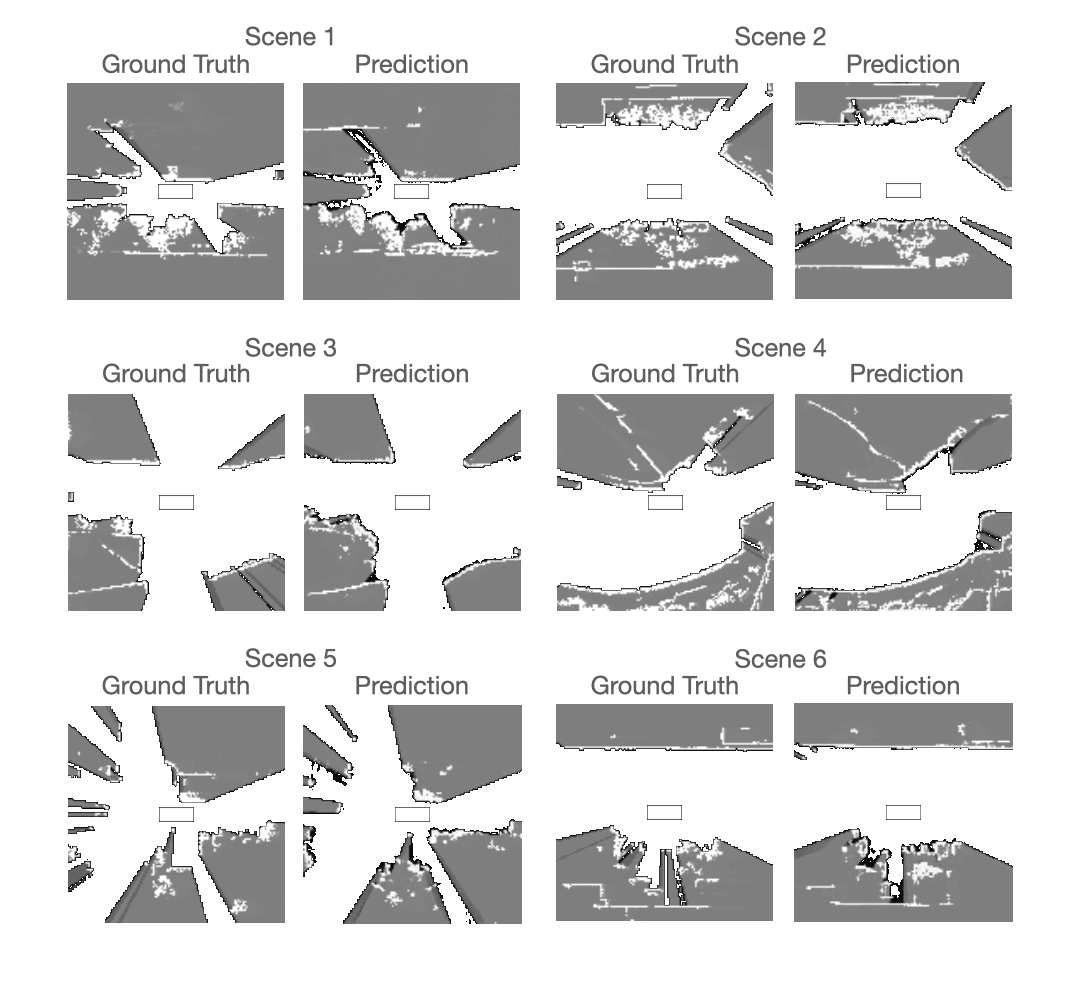 Scene 1
Ground Truth
Prediction
Scene 2
Ground Truth
Prediction
Scene 3
Ground Truth
Prediction
Scene 4
Ground Truth
Prediction
Scene 5
Ground Truth
Prediction
Scene 6
Ground Truth
Prediction